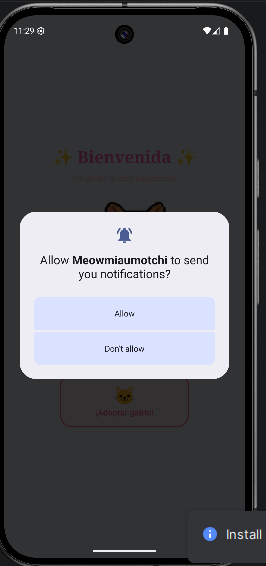 11:29
✨ Bienvenida ✨
Allow Meowmiaumotchi to send
you notifications?
Allow
Don't allow
¡Adoptar gatito!
Install